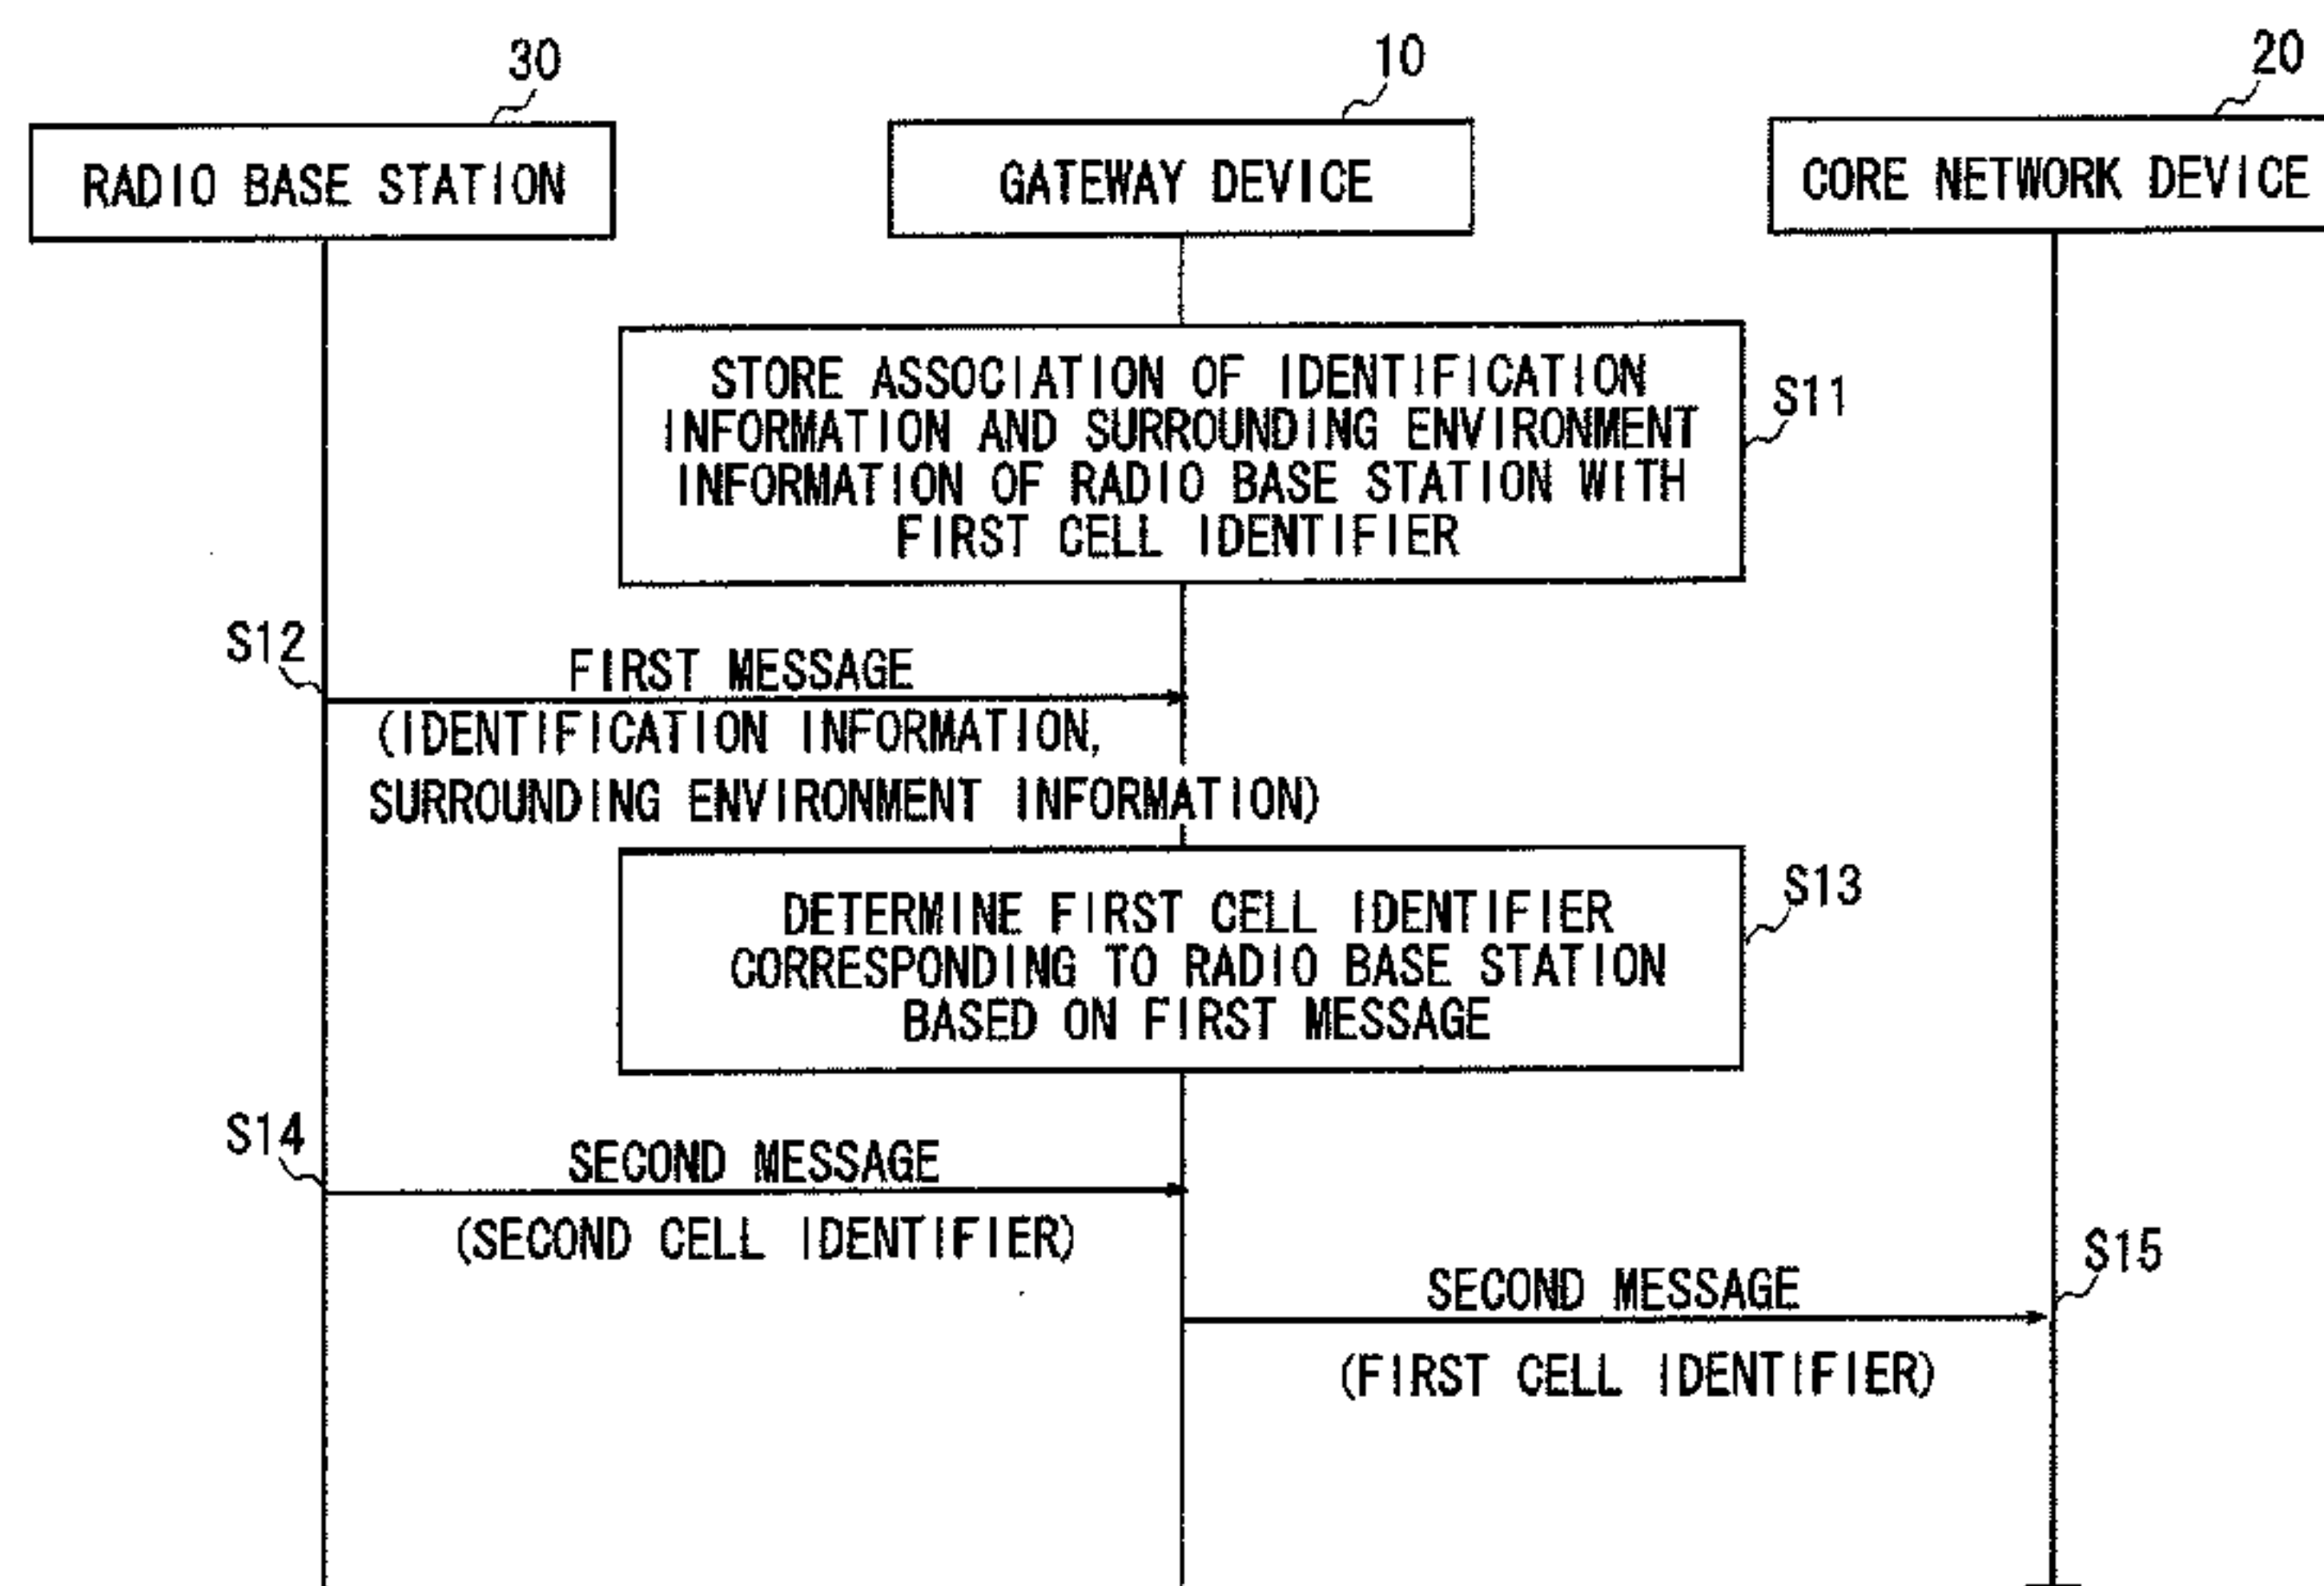 30
10
20
RADIO BASE STATION
GATEWAY DEVICE
CORE NETWORK DEVICE
STORE ASSOCIATION OF IDENTIFICATION
INFORMATION AND SURROUNDING ENVIRONMENT
INFORMATION OF RADIO BASE STATION WITH
FIRST CELL IDENTIFIER
S11
S12
FIRST MESSAGE
(IDENTIFICATION INFORMATION,
SURROUNDING ENVIRONMENT INFORMATION)
DETERMINE FIRST CELL IDENTIFIER
CORRESPONDING TO RADIO BASE STATION
BASED ON FIRST MESSAGE
S13
S14
SECOND MESSAGE
(SECOND CELL IDENTIFIER)
S15
SECOND MESSAGE
(FIRST CELL IDENTIFIER)